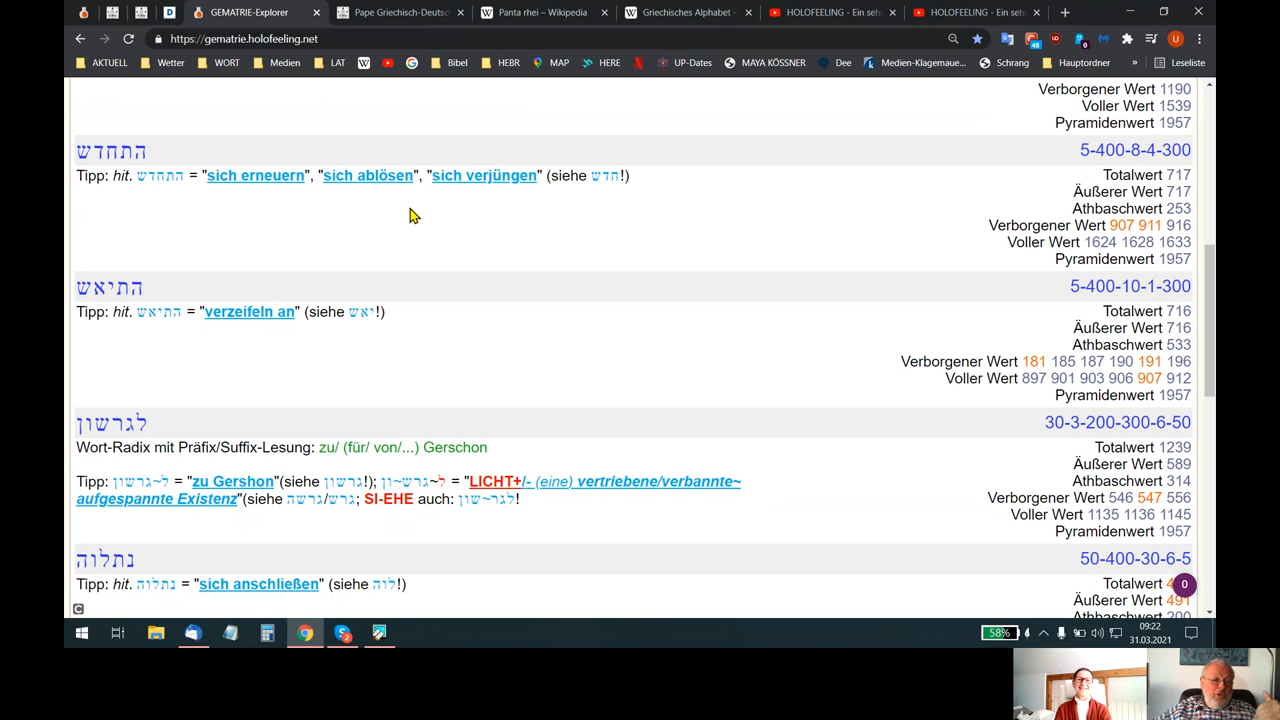 GEMATRIE-Explorer
Pape Griechisch-Deutsc
Panta rhei – Wikipedia
Griechisches Alphabet –
HOLOFEELING - Ein seh
HOLOFEELING - Ein seh
https://gematrie.holofeeling.net
AKTUELL Wetter WORT Medien LAT Bibel HEBR MAP HERE UP-Dates MAYA KÖSSNER Dee Medien-Klagemaue... Schrang Hauptordner » Leseliste
Verborgener Wert 1190
Voller Wert 1539
Pyramidenwert 1957
התחדש 5-400-8-4-300
Tipp: hit. התחדש = "sich erneuern", "sich ablösen", "sich verjüngen" (siehe חדש!)
Totalwert 717
Äußerer Wert 717
Athbaschwert 253
Verborgener Wert 907 911 916
Voller Wert 1624 1628 1633
Pyramidenwert 1957
התיאש 5-400-10-1-300
Tipp: hit. התיאש = "verzeifeln an" (siehe יאש!)
Totalwert 716
Äußerer Wert 716
Athbaschwert 533
Verborgener Wert 181 185 187 190 191 196
Voller Wert 897 901 903 906 907 912
Pyramidenwert 1957
לגרשון 30-3-200-300-6-50
Wort-Radix mit Präfix/Suffix-Lesung: zu/ (für/ von/...) Gerschon
Tipp: ל~גרשון = "zu Gershon"(siehe גרשון!); ל~גרש~ון = "LICHT+/- (eine) vertriebene/verbannte~
aufgespannte Existenz"(siehe גרש/גרשה; SI-EHE auch: לגר~שון!
Totalwert 1239
Äußerer Wert 589
Athbaschwert 314
Verborgener Wert 546 547 556
Voller Wert 1135 1136 1145
Pyramidenwert 1957
נתלוה 50-400-30-6-5
Tipp: hit. נתלוה = "sich anschließen" (siehe לוה!)
Totalwert 4
Äußerer Wert 491
Athbaschwert 200
0
58%
09:22
31.03.2021